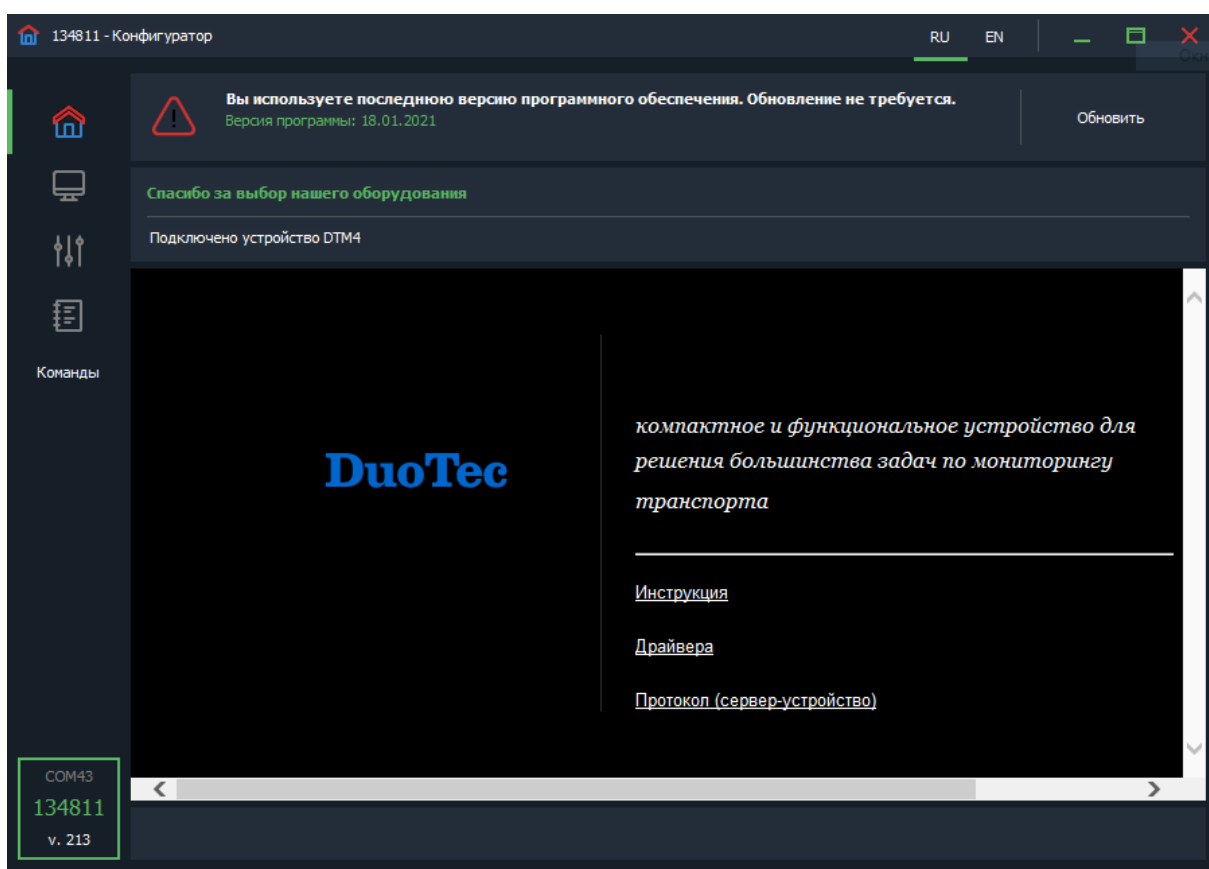 134811 - Конфигуратор
RU
EN
Вы используете последнюю версию программного обеспечения. Обновление не требуется.
Версия программы: 18.01.2021
Обновить
Спасибо за выбор нашего оборудования
Подключено устройство DTM4
Команды
DuoTec
компактное и функциональное устройство для
решения большинства задач по мониторингу
транспорта
Инструкция
Драйвера
Протокол (сервер-устройство)
COM43
134811
v. 213